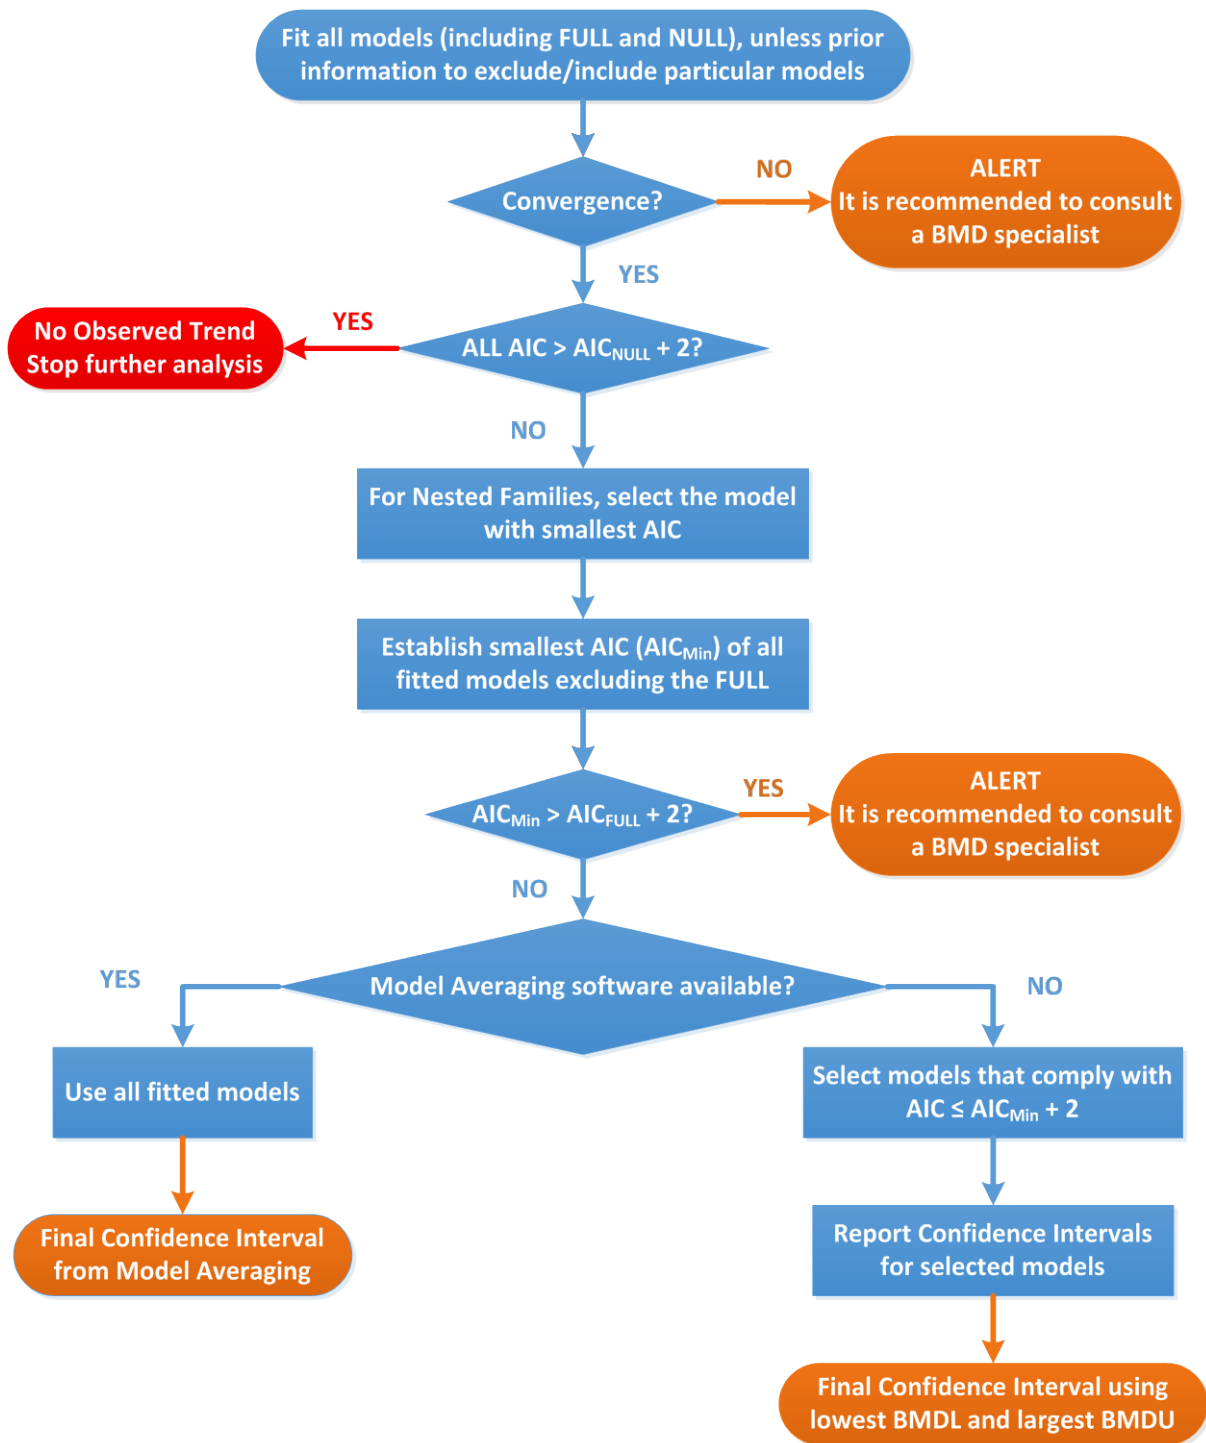 Fit all models (including FULL and NULL), unless prior
information to exclude/include particular models
Convergence?
NO
ALERT
It is recommended to consult
a BMD specialist
YES
ALL AIC > AIC_NULL + 2?
YES
No Observed Trend
Stop further analysis
NO
For Nested Families, select the model
with smallest AIC
Establish smallest AIC (AIC_Min) of all
fitted models excluding the FULL
AIC_Min > AIC_FULL + 2?
YES
ALERT
It is recommended to consult
a BMD specialist
NO
Model Averaging software available?
YES
NO
Use all fitted models
Final Confidence Interval
from Model Averaging
Select models that comply with
AIC ≤ AIC_Min + 2
Report Confidence Intervals
for selected models
Final Confidence Interval using
lowest BMDL and largest BMDU